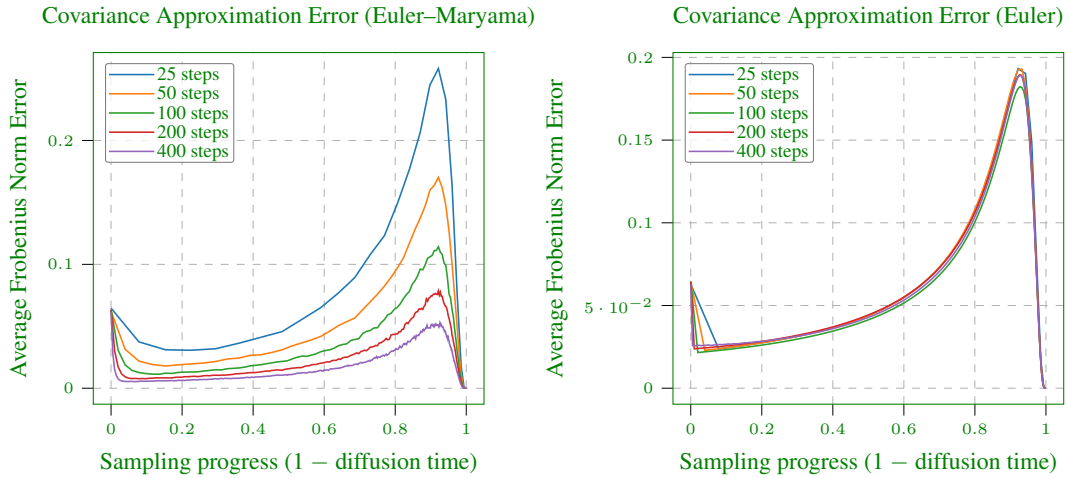 Covariance Approximation Error (Euler–Maryama)
Average Frobenius Norm Error
0.2
0.1
0
25 steps
50 steps
100 steps
200 steps
400 steps
0 0.2 0.4 0.6 0.8 1
Sampling progress (1 − diffusion time)
Covariance Approximation Error (Euler)
Average Frobenius Norm Error
0.2
0.15
0.1
5 · 10⁻²
0
25 steps
50 steps
100 steps
200 steps
400 steps
0 0.2 0.4 0.6 0.8 1
Sampling progress (1 − diffusion time)